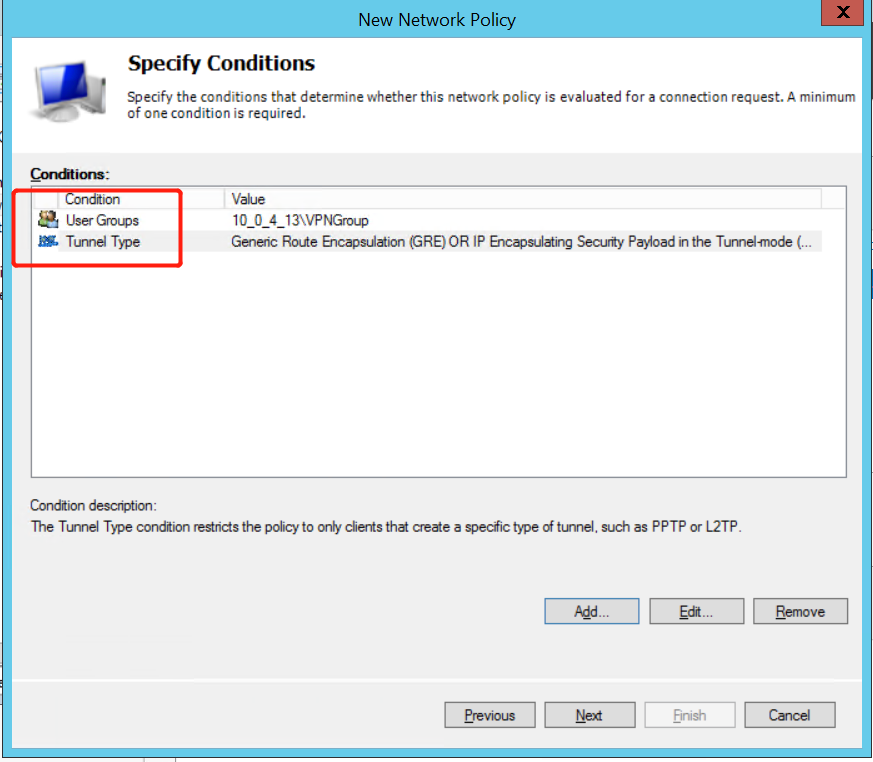 New Network Policy
X
Specify Conditions
Specify the conditions that determine whether this network policy is evaluated for a connection request. A minimum
of one condition is required.
Conditions:
Condition Value
User Groups 10_0_4_13\VPNGroup
Tunnel Type Generic Route Encapsulation (GRE) OR IP Encapsulating Security Payload in the Tunnel-mode (...
Condition description:
The Tunnel Type condition restricts the policy to only clients that create a specific type of tunnel, such as PPTP or L2TP.
Add... Edit... Remove
Previous Next Finish Cancel